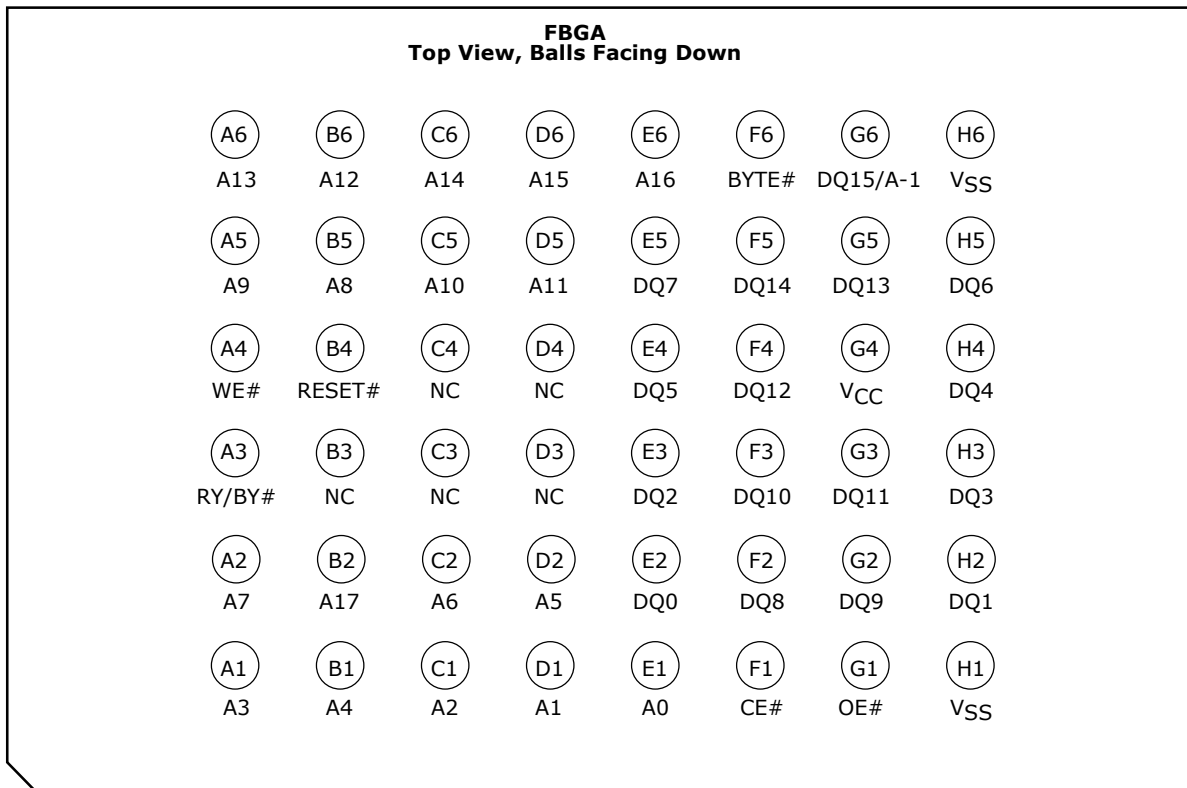 FBGA
Top View, Balls Facing Down
A6 B6 C6 D6 E6 F6 G6 H6
A13 A12 A14 A15 A16 BYTE# DQ15/A-1 VSS
A5 B5 C5 D5 E5 F5 G5 H5
A9 A8 A10 A11 DQ7 DQ14 DQ13 DQ6
A4 B4 C4 D4 E4 F4 G4 H4
WE# RESET# NC NC DQ5 DQ12 VCC DQ4
A3 B3 C3 D3 E3 F3 G3 H3
RY/BY# NC NC NC DQ2 DQ10 DQ11 DQ3
A2 B2 C2 D2 E2 F2 G2 H2
A7 A17 A6 A5 DQ0 DQ8 DQ9 DQ1
A1 B1 C1 D1 E1 F1 G1 H1
A3 A4 A2 A1 A0 CE# OE# VSS